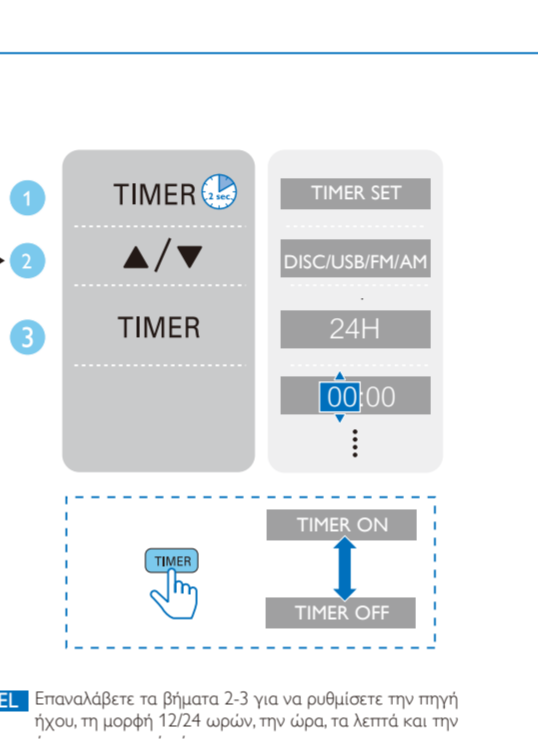 1 TIMER 2 sec. TIMER SET
2 ▲/▼ DISC/USB/FM/AM
3 TIMER 24H
00:00
TIMER ON
TIMER
TIMER OFF
EL Επαναλάβετε τα βήματα 2-3 για να ρυθμίσετε την πηγή
ήχου, τη μορφή 12/24 ωρών, την ώρα, τα λεπτά και την